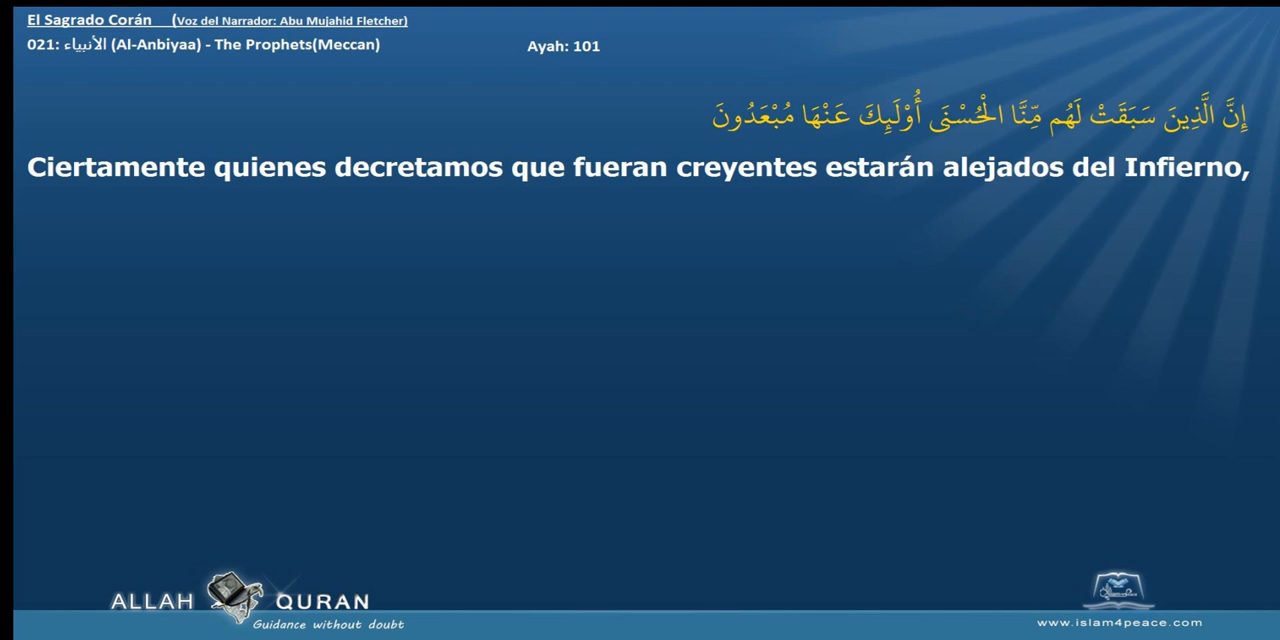 El Sagrado Corán (Voz del Narrador: Abu Mujahid Fletcher)
021: الأنبياء (Al-Anbiyaa) - The Prophets(Meccan) Ayah: 101
إِنَّ الَّذِينَ سَبَقَتْ لَهُم مِّنَّا الْحُسْنَى أُوْلَئِكَ عَنْهَا مُبْعَدُونَ
Ciertamente quienes decretamos que fueran creyentes estarán alejados del Infierno,
ALLAH QURAN
Guidance without doubt
www.islam4peace.com